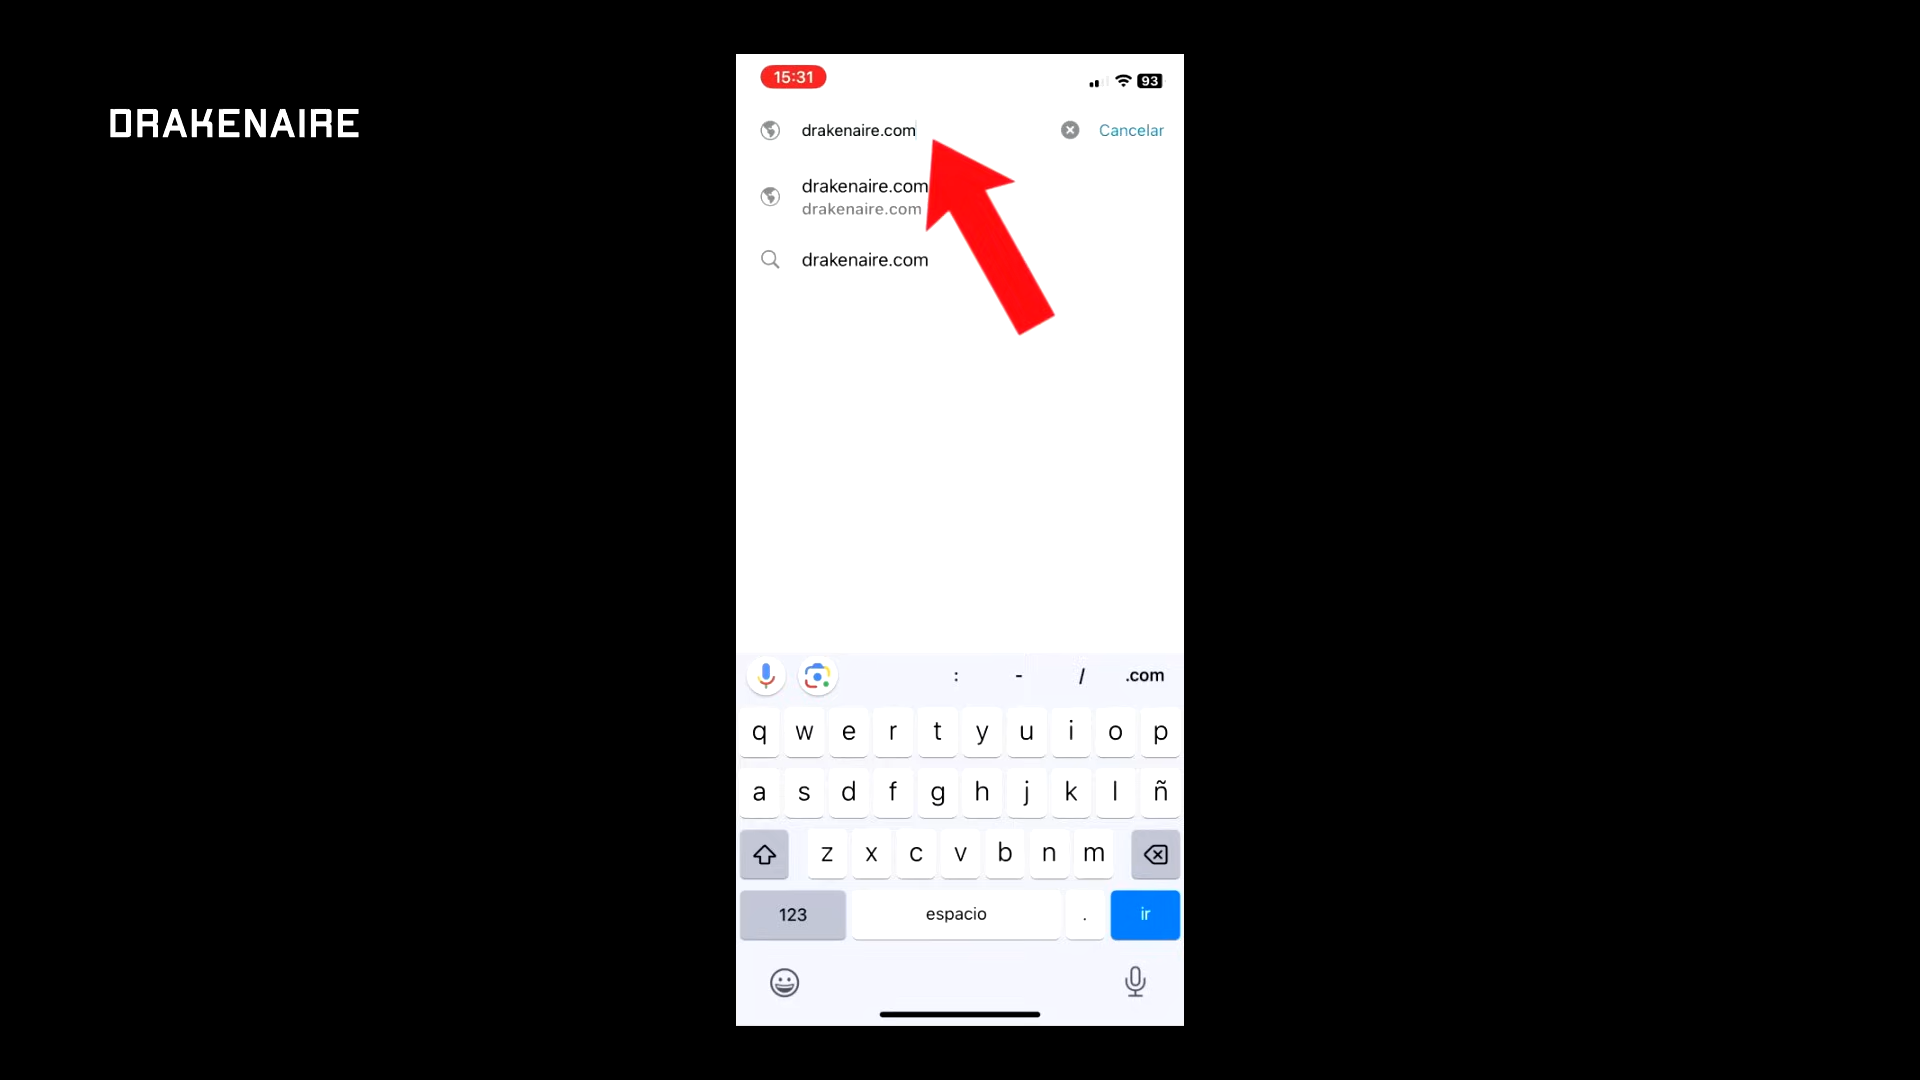 DRAKENAIRE
15:31
93
drakenaire.com
Cancelar
drakenaire.com
drakenaire.com
drakenaire.com
: - / .com
q w e r t y u i o p
a s d f g h j k l ñ
z x c v b n m
123 espacio . ir